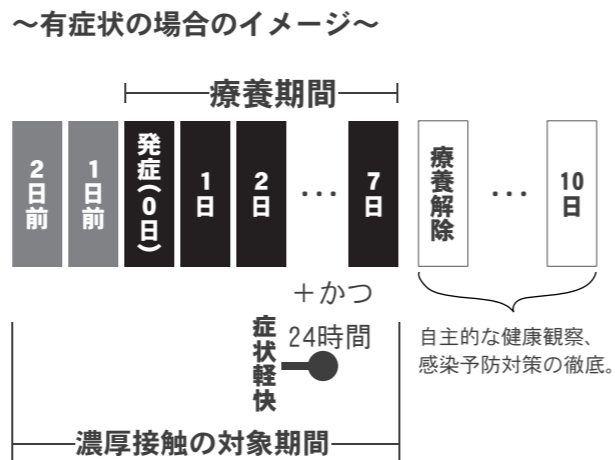 ～有症状の場合のイメージ～
療養期間
2日前
1日前
発症(0日)
1日
2日
･･･
7日
療養解除
･･･
10日
＋かつ
症状軽快
24時間
自主的な健康観察、
感染予防対策の徹底。
濃厚接触の対象期間